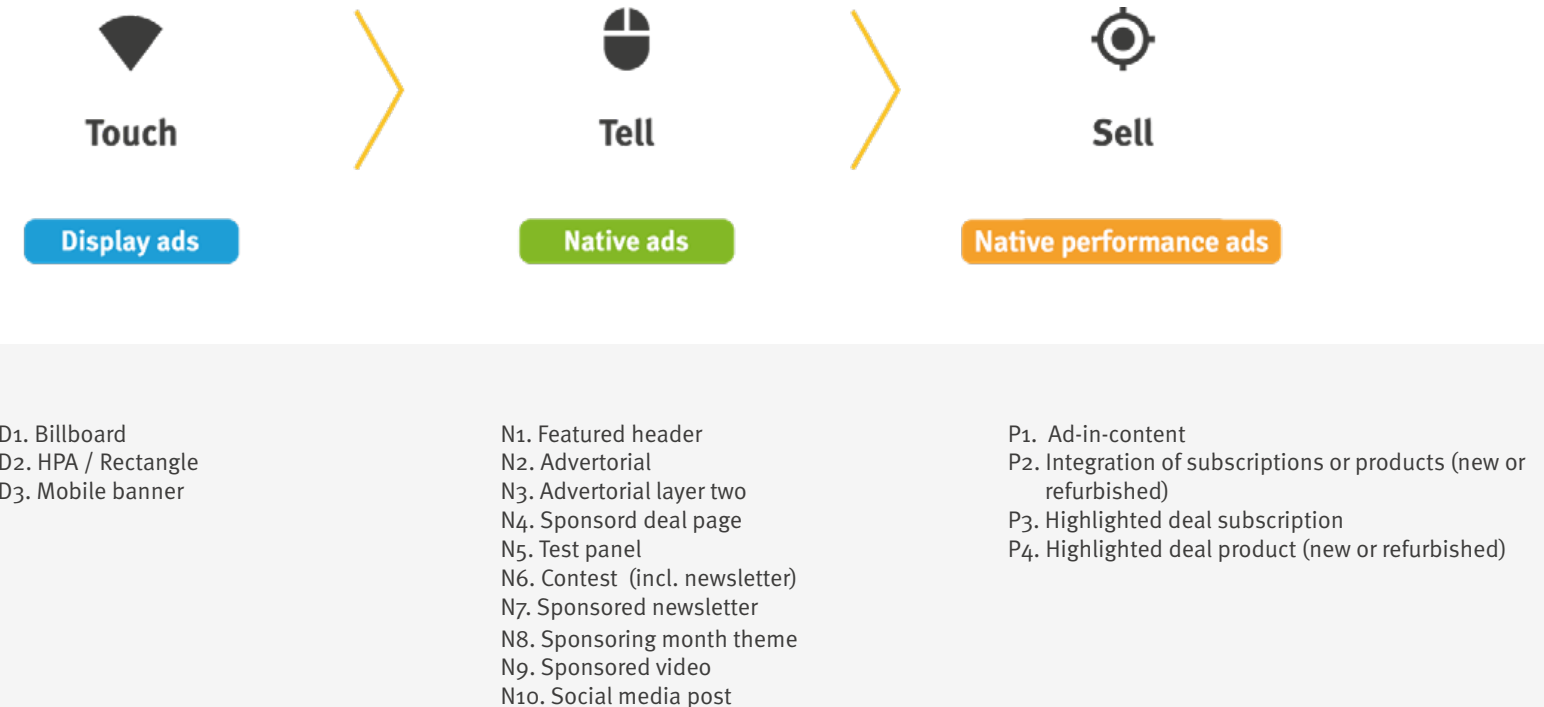 Touch
Tell
Sell
Display ads
Native ads
Native performance ads
D1. Billboard
D2. HPA / Rectangle
D3. Mobile banner
N1. Featured header
N2. Advertorial
N3. Advertorial layer two
N4. Sponsord deal page
N5. Test panel
N6. Contest (incl. newsletter)
N7. Sponsored newsletter
N8. Sponsoring month theme
N9. Sponsored video
N10. Social media post
P1. Ad-in-content
P2. Integration of subscriptions or products (new or
refurbished)
P3. Highlighted deal subscription
P4. Highlighted deal product (new or refurbished)